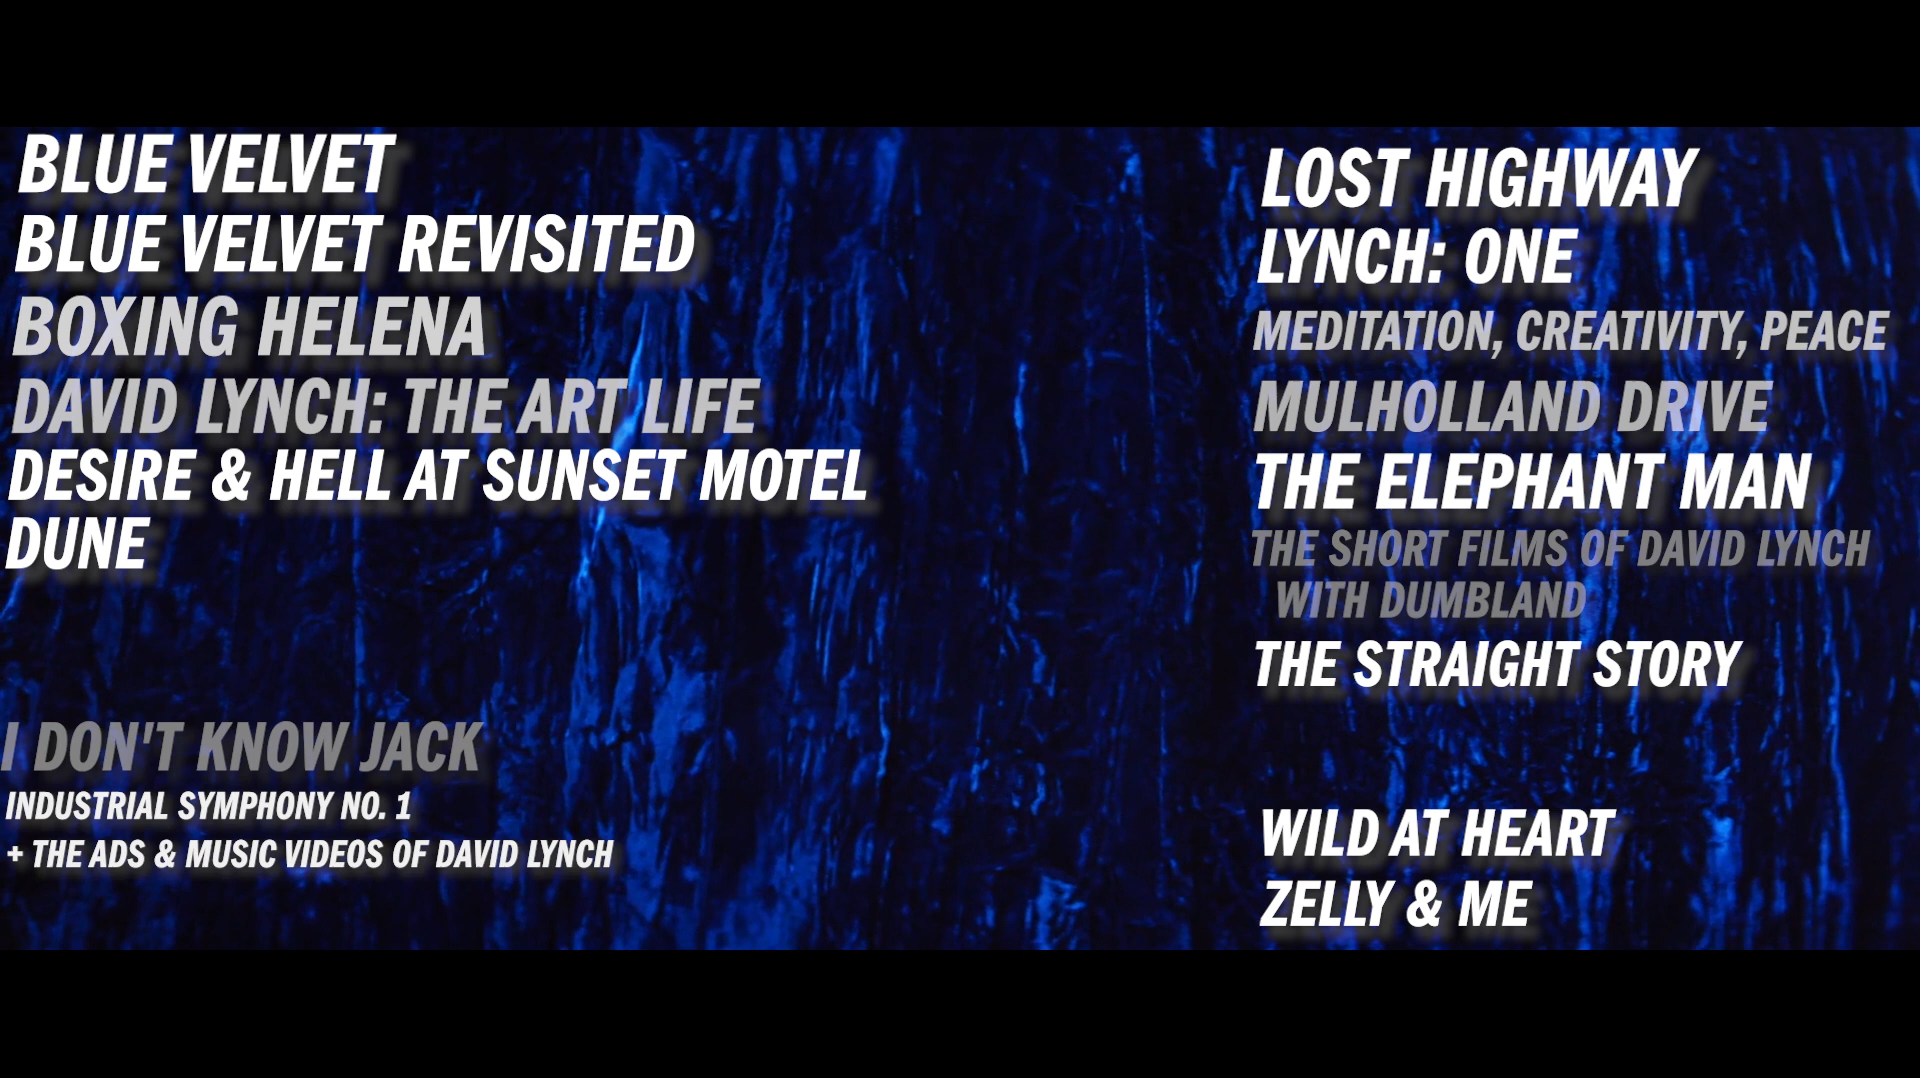 BLUE VELVET
BLUE VELVET REVISITED
BOXING HELENA
DAVID LYNCH: THE ART LIFE
DESIRE & HELL AT SUNSET MOTEL
DUNE
I DON'T KNOW JACK
INDUSTRIAL SYMPHONY NO. 1
+ THE ADS & MUSIC VIDEOS OF DAVID LYNCH
LOST HIGHWAY
LYNCH: ONE
MEDITATION, CREATIVITY, PEACE
MULHOLLAND DRIVE
THE ELEPHANT MAN
THE SHORT FILMS OF DAVID LYNCH
WITH DUMBLAND
THE STRAIGHT STORY
WILD AT HEART
ZELLY & ME